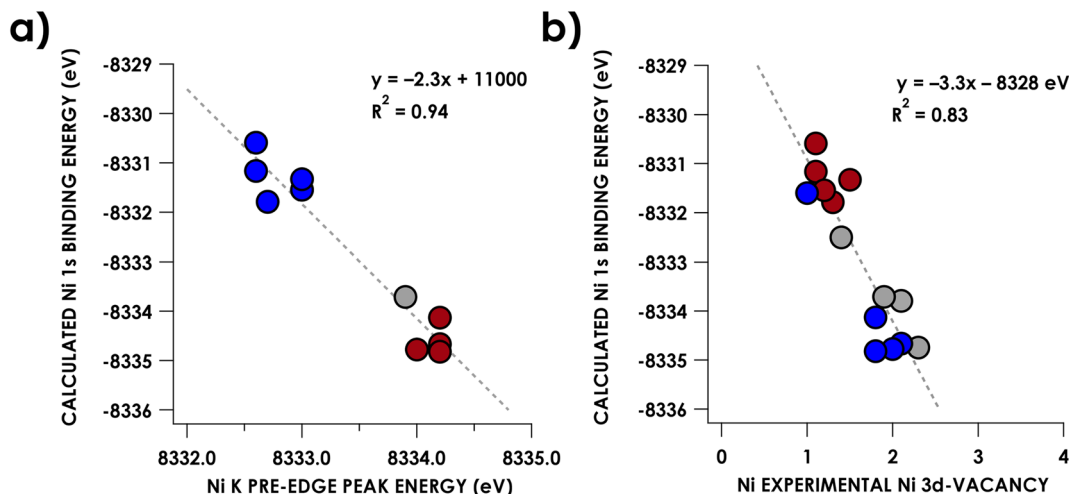 a)
CALCULATED Ni 1s BINDING ENERGY (eV)
-8329
-8330
-8331
-8332
-8333
-8334
-8335
-8336
y = –2.3x + 11000
R² = 0.94
8332.0
8333.0
8334.0
8335.0
Ni K PRE-EDGE PEAK ENERGY (eV)
b)
CALCULATED Ni 1s BINDING ENERGY (eV)
-8329
-8330
-8331
-8332
-8333
-8334
-8335
-8336
y = –3.3x – 8328 eV
R² = 0.83
0
1
2
3
4
Ni EXPERIMENTAL Ni 3d-VACANCY